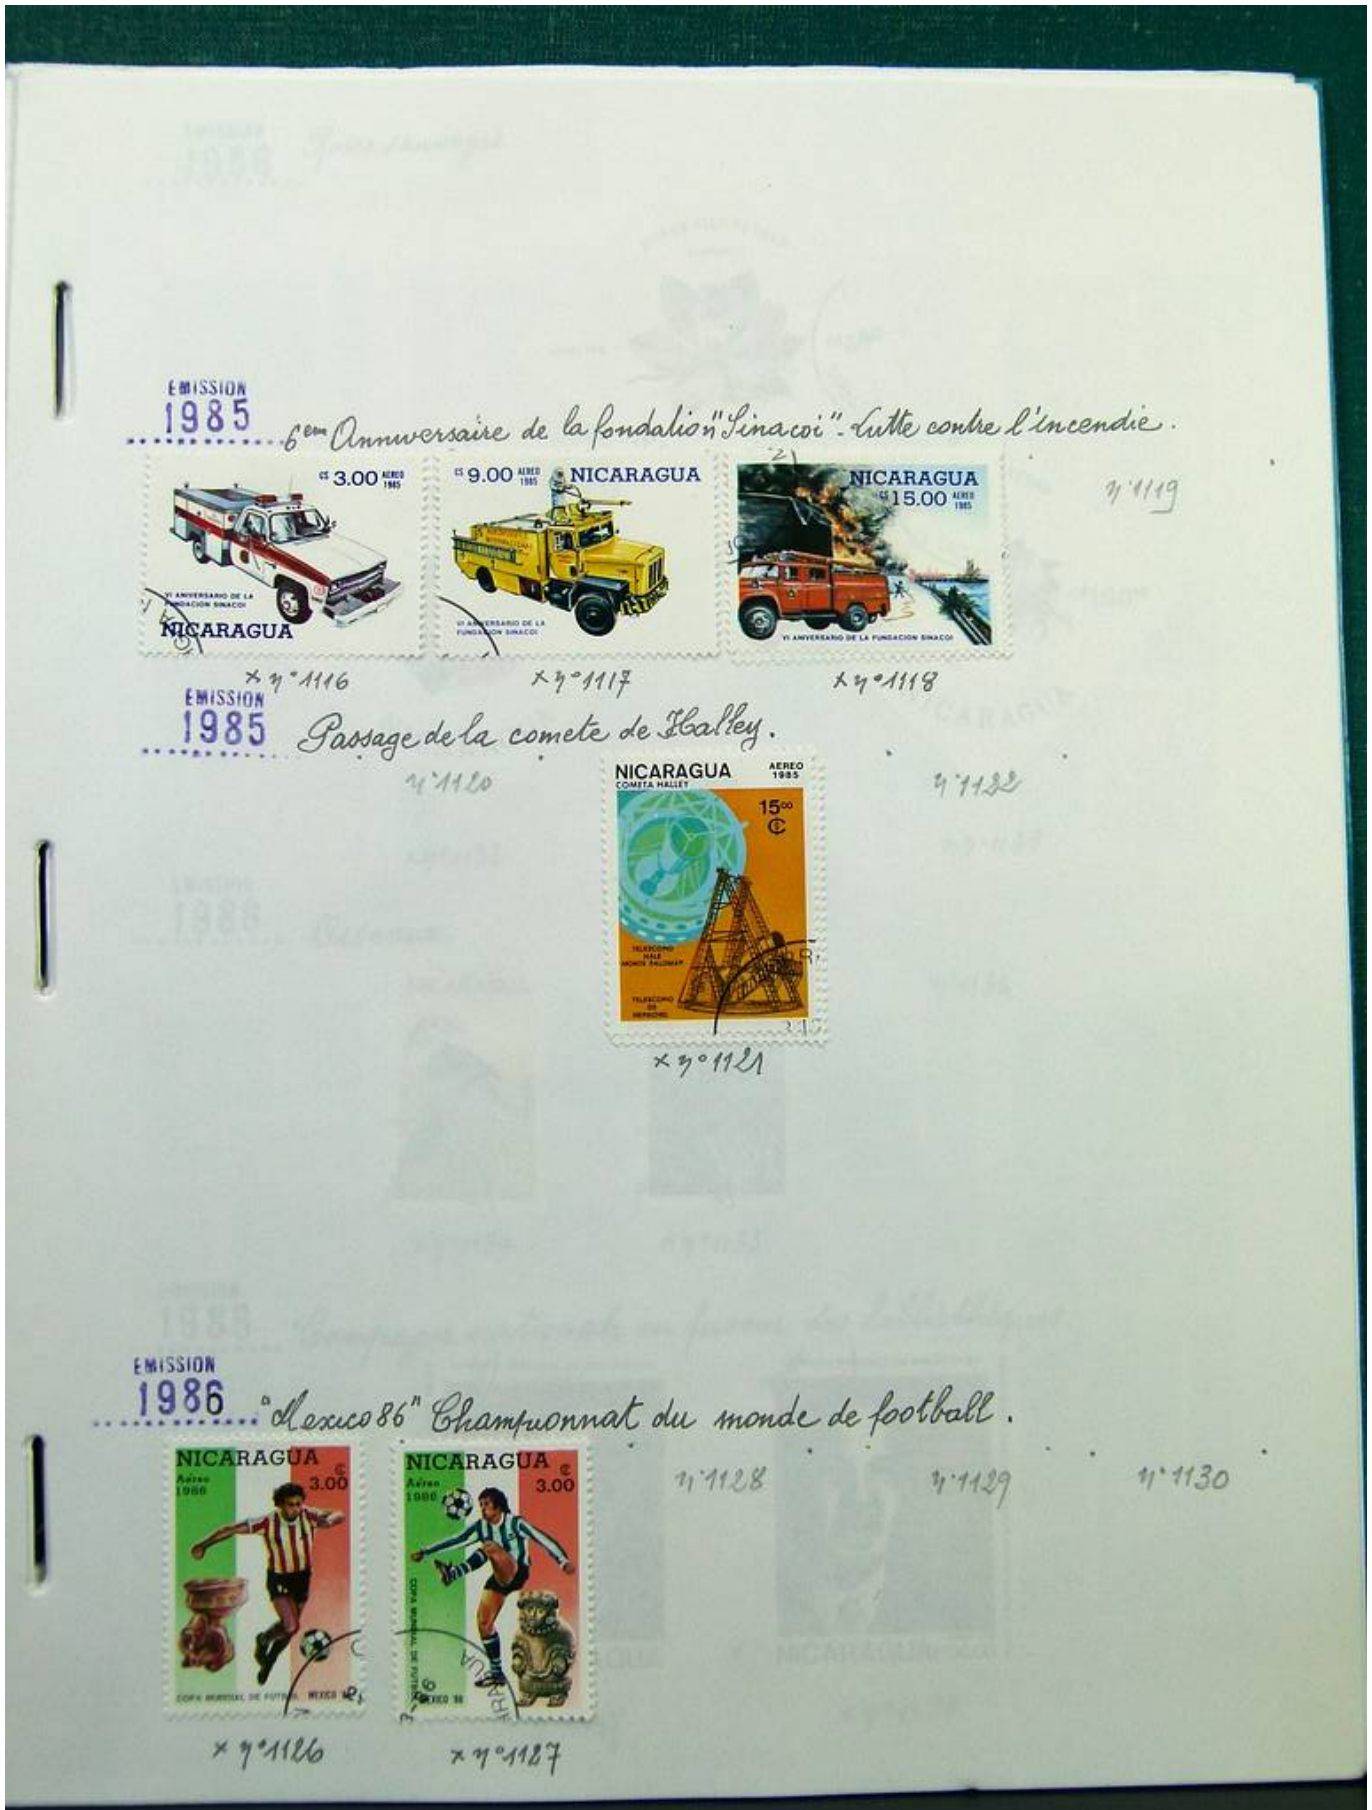 EMISSION
1985
6em Anniversaire de la fondation "Sinacoi" - Lutte contre l'incendie.
C$ 3.00 AEREO 1985
VI ANIVERSARIO DE LA
FUNDACION SINACOI
NICARAGUA
C$ 9.00 AEREO 1985 NICARAGUA
VI ANIVERSARIO DE LA
FUNDACION SINACOI
NICARAGUA
C$ 15.00 AEREO 1985
VI ANIVERSARIO DE LA FUNDACION SINACOI
n°1119
x n°1116
x n°1117
x n°1118
EMISSION
1985
Passage de la comete de Halley.
n°1120
NICARAGUA AEREO
COMETA HALLEY 1985
1500
TELESCOPIO
HALE
MONTE PALOMAR
TELESCOPIO
DE
HERSCHEL
n°1122
x n°1121
EMISSION
1986
"Mexico 86" Championnat du monde de football.
NICARAGUA
Aéreo
1986
3.00
COPA MUNDIAL DE FUTBOL MEXICO
NICARAGUA
Aéreo
1986
3.00
COPA MUNDIAL DE FUTBOL
MEXICO '86
n°1128
n°1129
n°1130
x n°1126
x n°1127